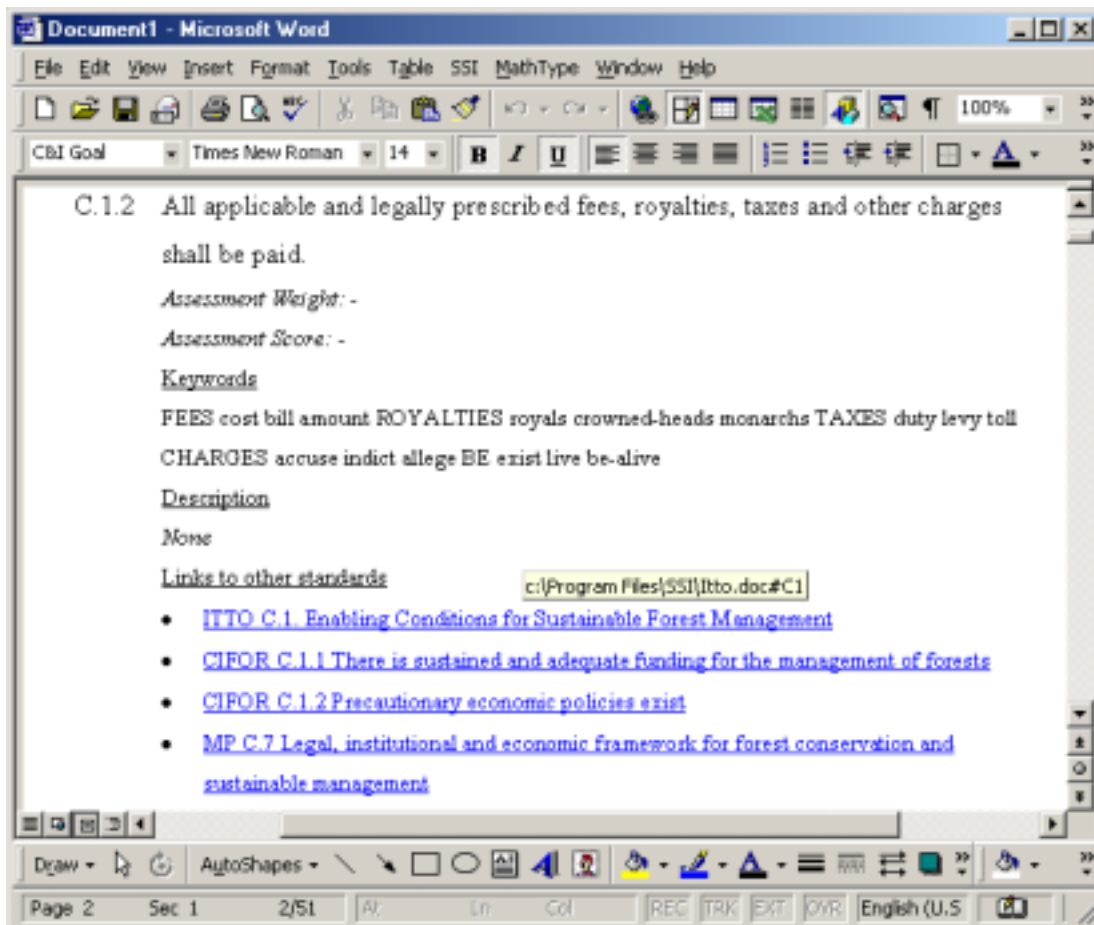 Document1 - Microsoft Word
File Edit View Insert Format Tools Table SSI MathType Window Help
100%
C&I Goal Times New Roman 14 B I U A
C.1.2 All applicable and legally prescribed fees, royalties, taxes and other charges
shall be paid.
Assessment Weight: -
Assessment Score: -
Keywords
FEES cost bill amount ROYALTIES royals crowned-heads monarchs TAXES duty levy toll
CHARGES accuse indict allege BE exist live be-alive
Description
None
Links to other standards
c:\Program Files\SSI\Itto.doc#C1
• ITTO C.1. Enabling Conditions for Sustainable Forest Management
• CIFOR C.1.1 There is sustained and adequate funding for the management of forests
• CIFOR C.1.2 Precautionary economic policies exist
• MP C.7 Legal, institutional and economic framework for forest conservation and
sustainable management
Draw AutoShapes A
Page 2 Sec 1 2/51 At Ln Col REC TRK EXT OVR English (U.S